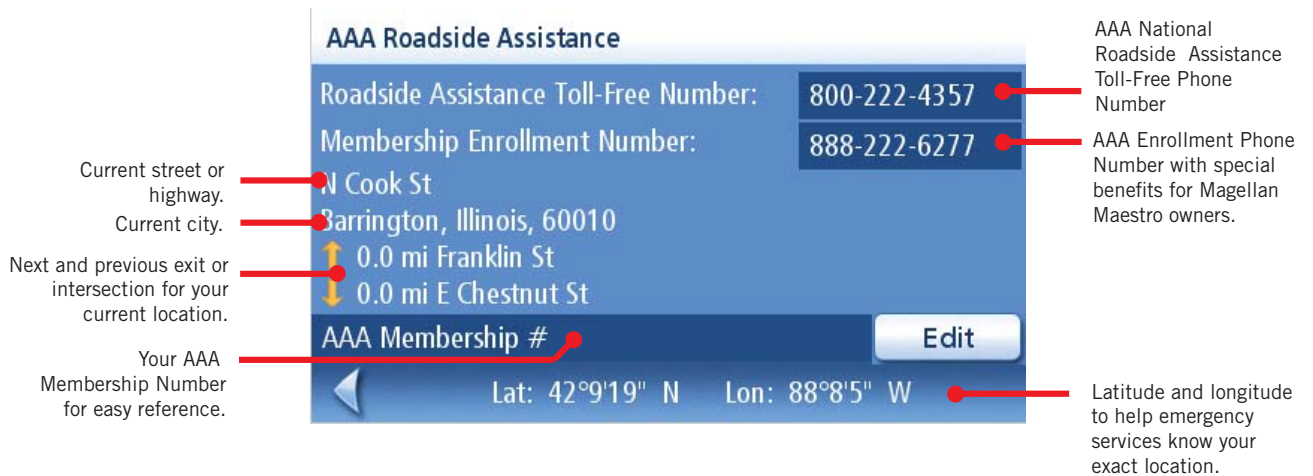 AAA Roadside Assistance
Roadside Assistance Toll-Free Number: 800-222-4357
Membership Enrollment Number: 888-222-6277
N Cook St
Barrington, Illinois, 60010
0.0 mi Franklin St
0.0 mi E Chestnut St
AAA Membership # Edit
Lat: 42°9'19" N Lon: 88°8'5" W
Current street or
highway.
Current city.
Next and previous exit or
intersection for your
current location.
Your AAA
Membership Number
for easy reference.
AAA National
Roadside Assistance
Toll-Free Phone
Number
AAA Enrollment Phone
Number with special
benefits for Magellan
Maestro owners.
Latitude and longitude
to help emergency
services know your
exact location.